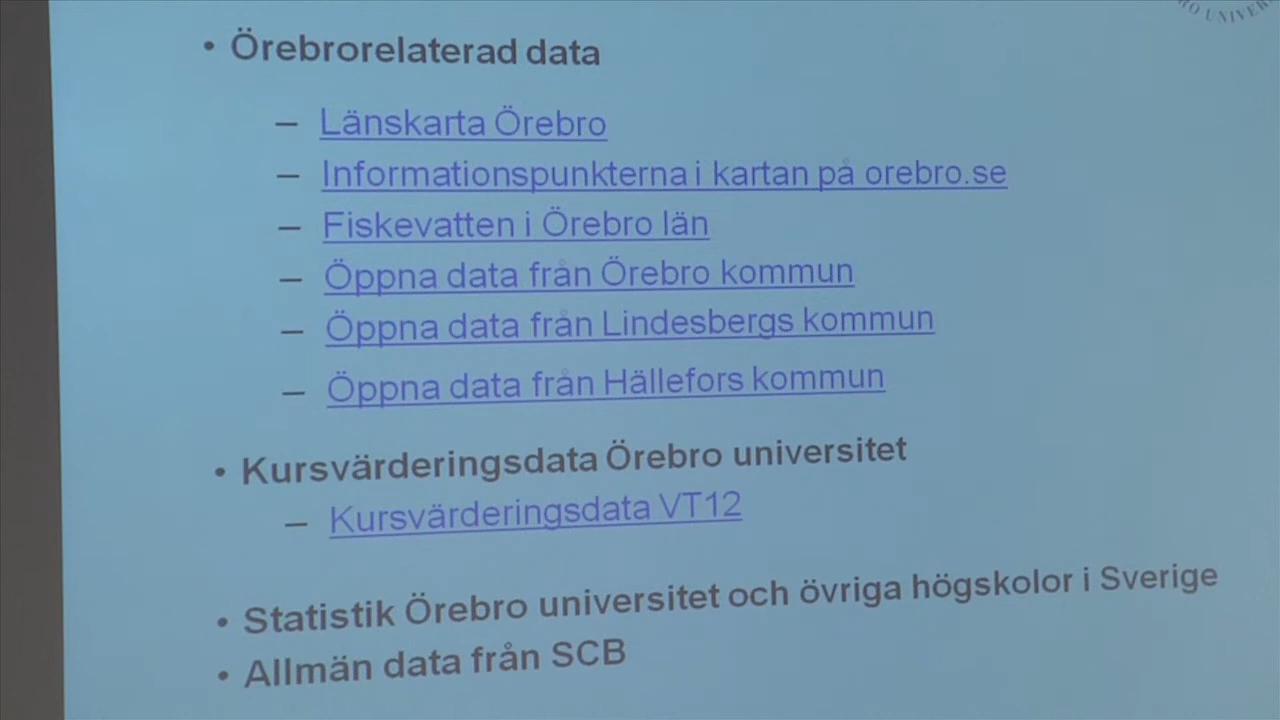 RO UNIVER
• Örebrorelaterad data
– Länskarta Örebro
– Informationspunkterna i kartan på orebro.se
– Fiskevatten i Örebro län
– Öppna data från Örebro kommun
– Öppna data från Lindesbergs kommun
– Öppna data från Hällefors kommun
• Kursvärderingsdata Örebro universitet
– Kursvärderingsdata VT12
• Statistik Örebro universitet och övriga högskolor i Sverige
• Allmän data från SCB